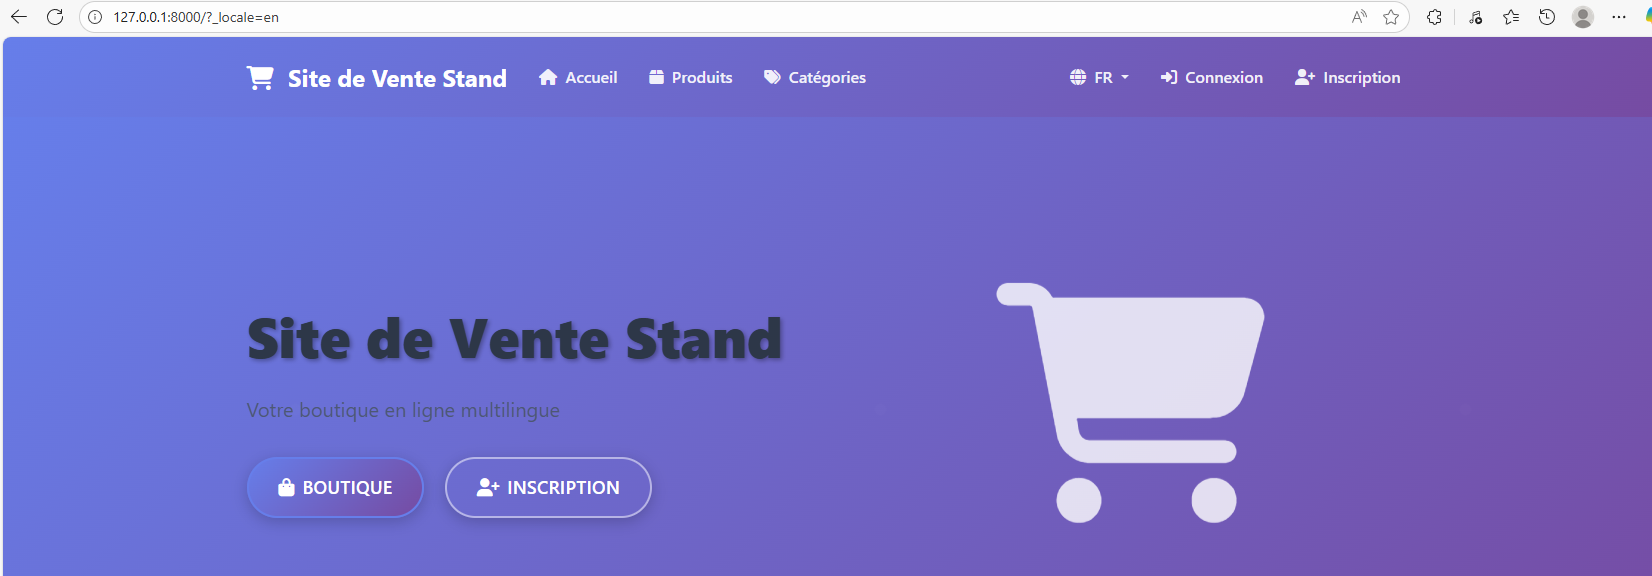 127.0.0.1:8000/?_locale=en
Site de Vente Stand Accueil Produits Catégories FR Connexion Inscription
Site de Vente Stand
Votre boutique en ligne multilingue
BOUTIQUE INSCRIPTION